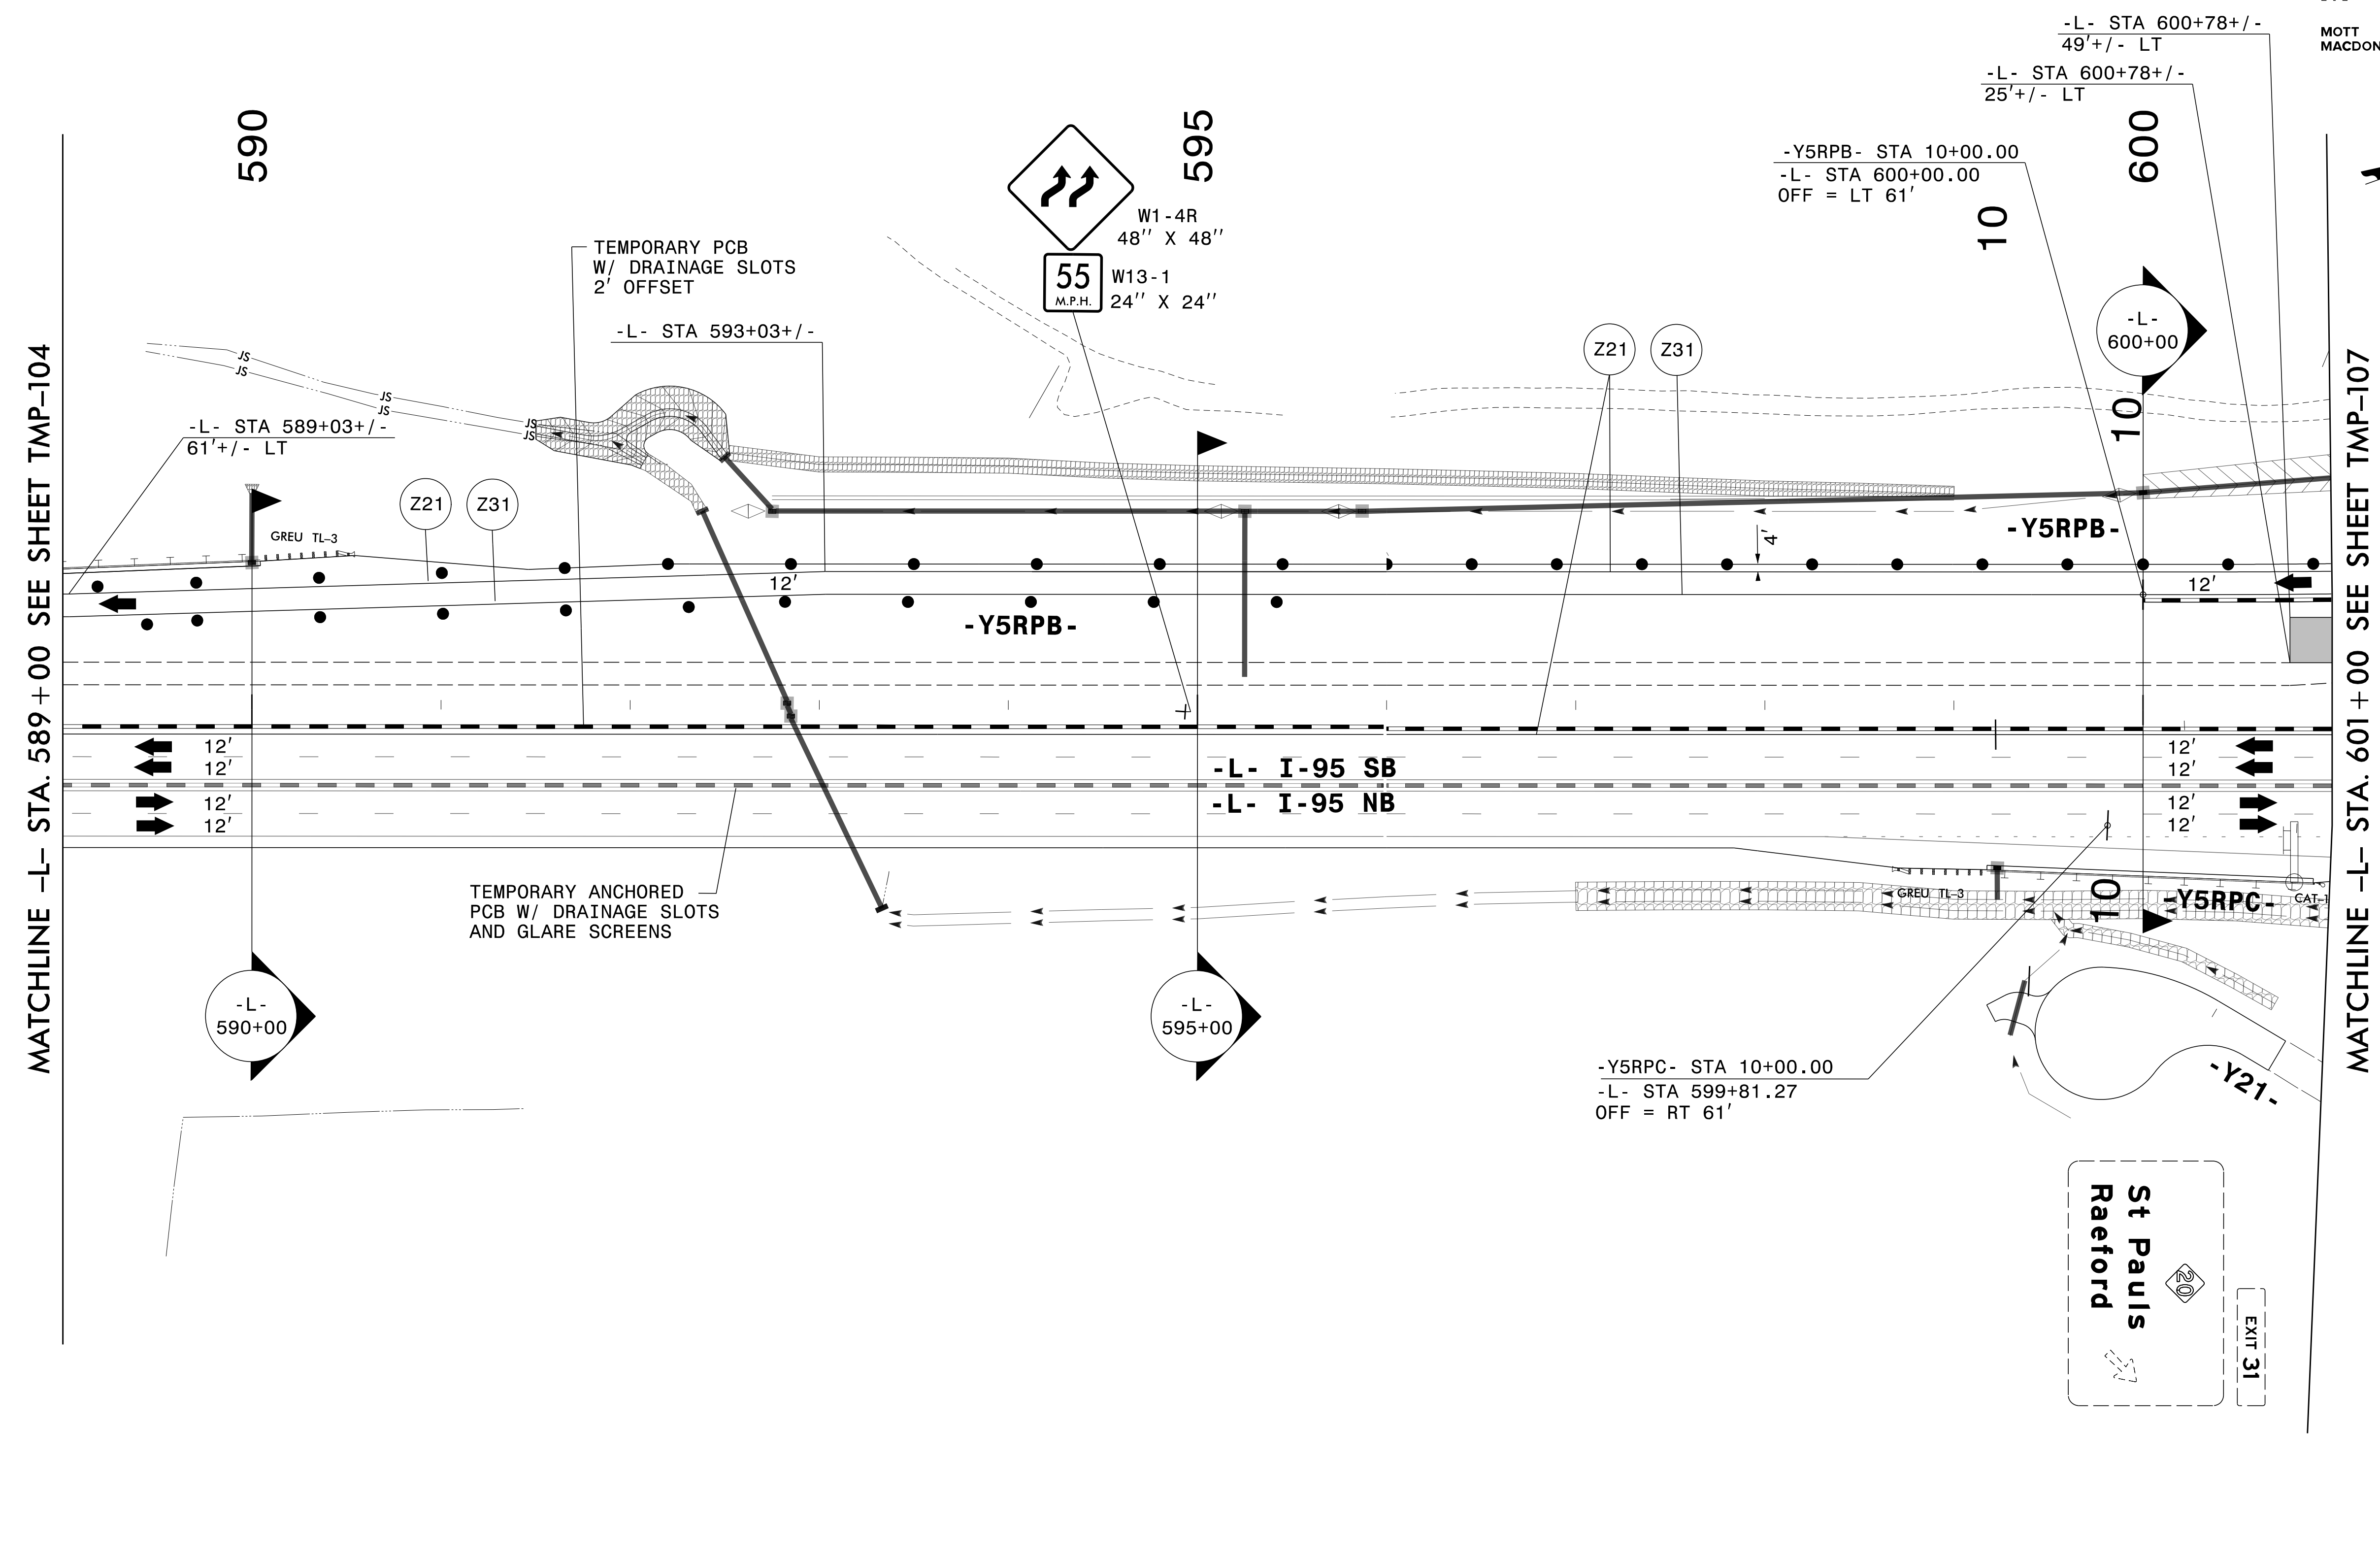 -L- STA 600+78+/-
49'+/- LT
MOTT
-L- STA 600+78+/-
25'+/- LT
590
595
600
-Y5RPB- STA 10+00.00
-L- STA 600+00.00
OFF = LT 61'
10
W1-4R
48'' X 48''
55
M.P.H.
W13-1
24'' X 24''
TEMPORARY PCB
W/ DRAINAGE SLOTS
2' OFFSET
-L- STA 593+03+/-
Z21
Z31
-L-
600+00
JS
JS
JS
JS
JS
JS
-L- STA 589+03+/-
61'+/- LT
10
Z21
Z31
GREU TL-3
-Y5RPB-
4'
12'
12'
-Y5RPB-
MATCHLINE -L- STA. 589+00 SEE SHEET TMP-104
MATCHLINE -L- STA. 601+00 SEE SHEET TMP-107
12'
12'
-L- I-95 SB
12'
12'
12'
12'
-L- I-95 NB
12'
12'
TEMPORARY ANCHORED
PCB W/ DRAINAGE SLOTS
AND GLARE SCREENS
GREU TL-3
10
-Y5RPC-
-L-
590+00
-L-
595+00
-Y5RPC- STA 10+00.00
-L- STA 599+81.27
OFF = RT 61'
-Y21-
EXIT 31
20
St Pauls
Raeford